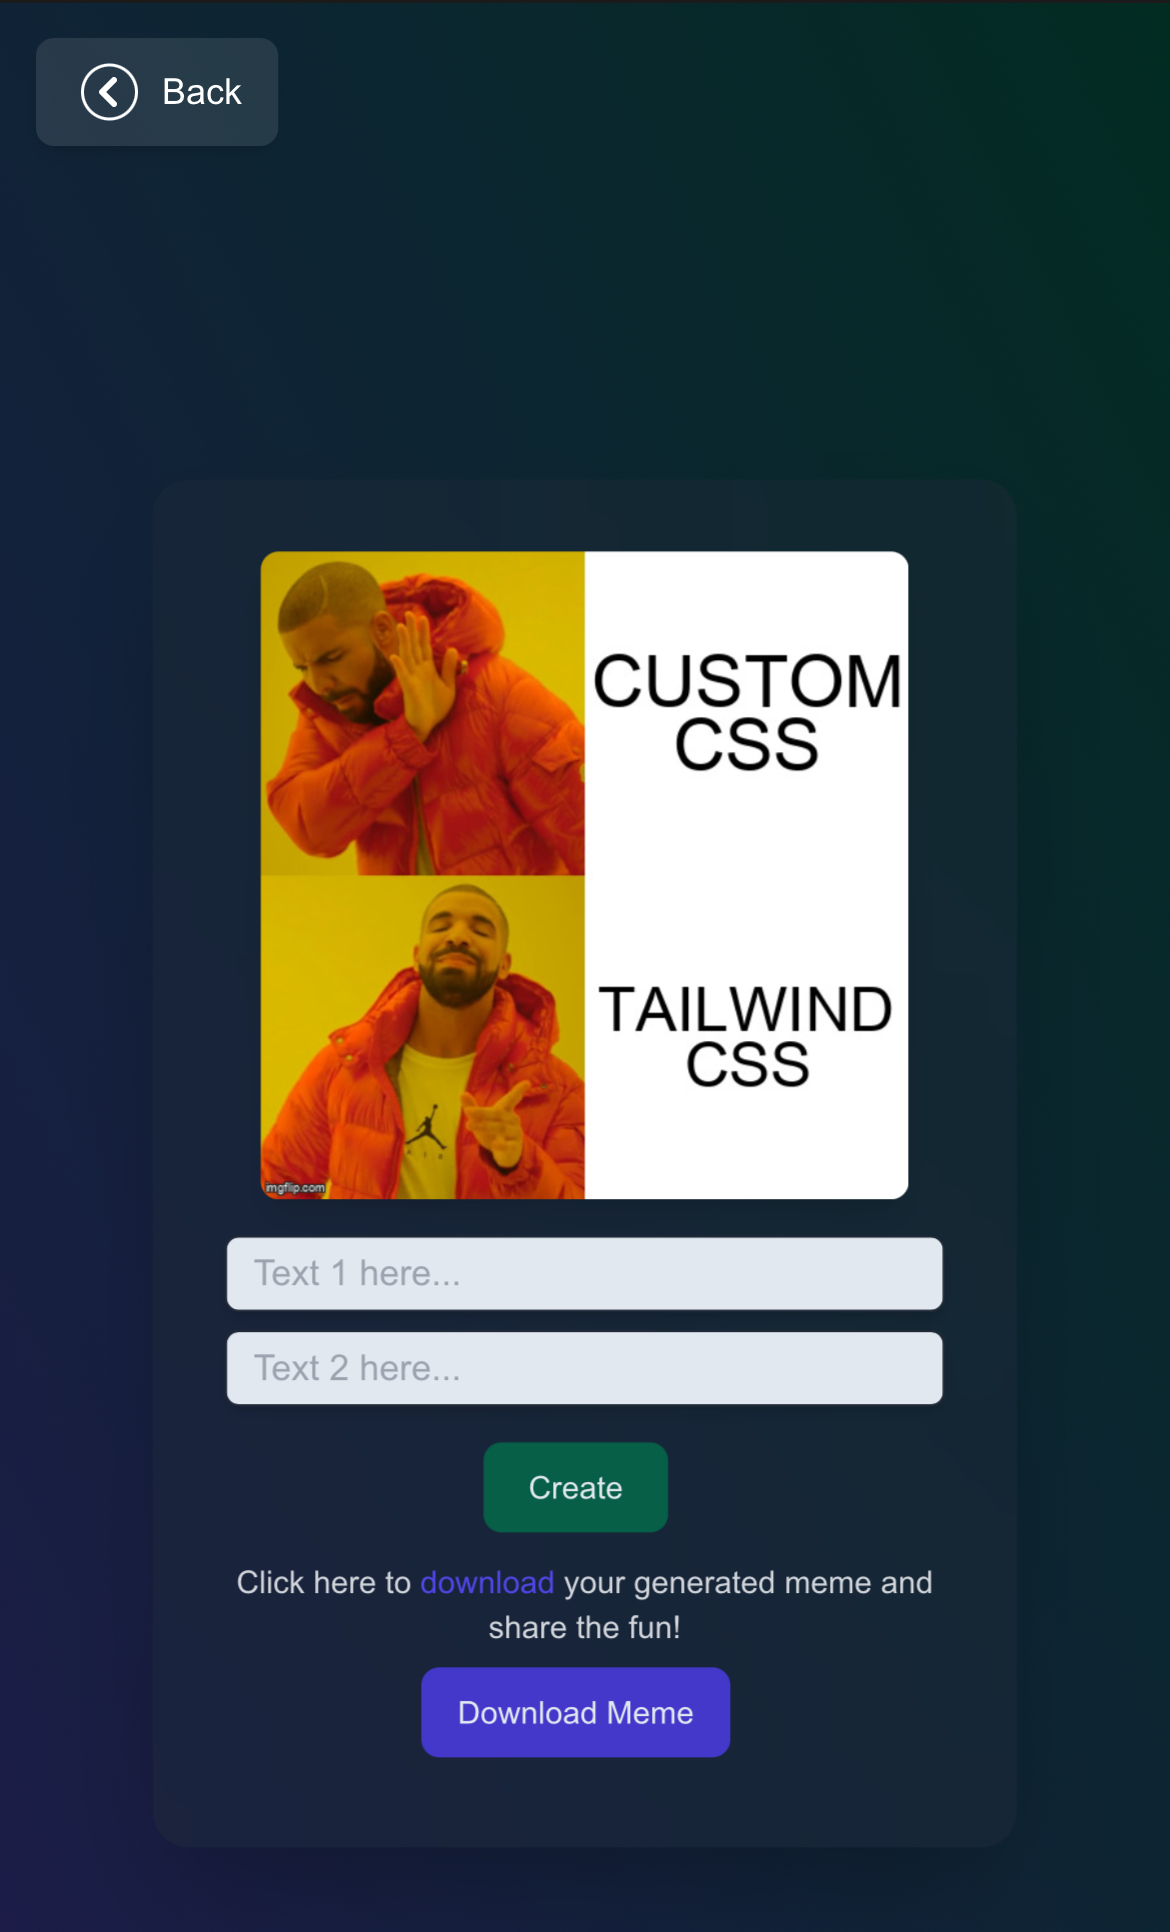 Back
CUSTOM
CSS
TAILWIND
CSS
imgflip.com
Text 1 here...
Text 2 here...
Create
Click here to download your generated meme and
share the fun!
Download Meme